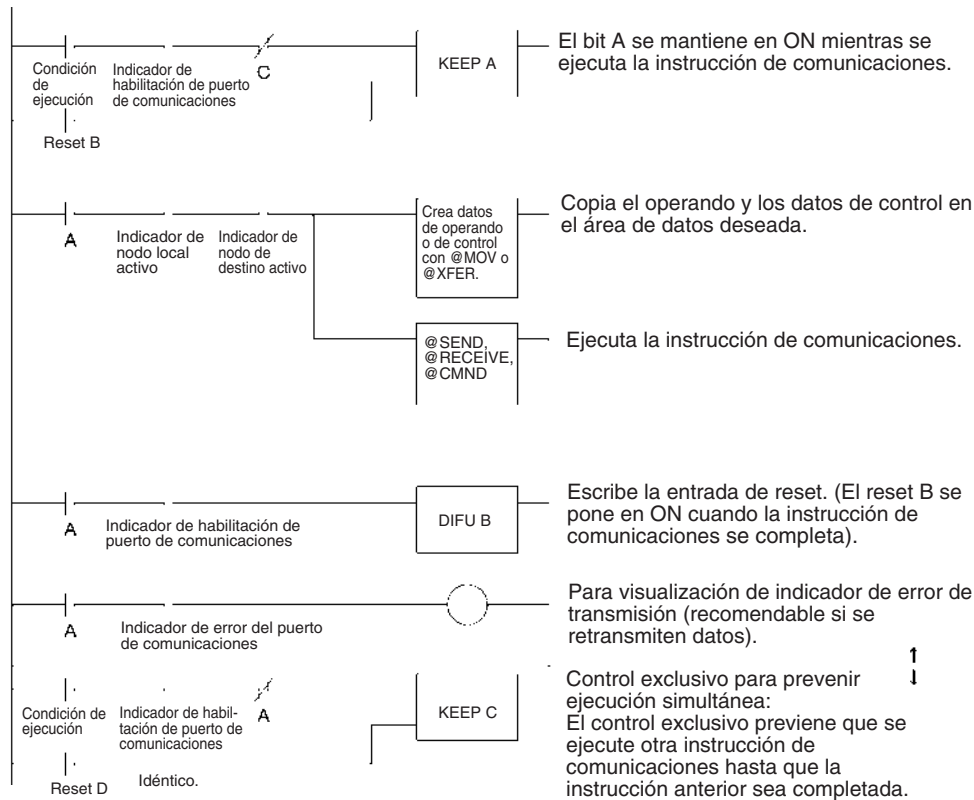 KEEP A
El bit A se mantiene en ON mientras se
ejecuta la instrucción de comunicaciones.
Condición
de
ejecución
Indicador de
habilitación de puerto
de comunicaciones
C
Reset B
A
Indicador de
nodo local
activo
Indicador de
nodo de
destino activo
Crea datos
de operando
o de control
con @MOV o
@XFER.
Copia el operando y los datos de control en
el área de datos deseada.
@SEND,
@RECEIVE,
@CMND
Ejecuta la instrucción de comunicaciones.
A
Indicador de habilitación de
puerto de comunicaciones
DIFU B
Escribe la entrada de reset. (El reset B se
pone en ON cuando la instrucción de
comunicaciones se completa).
A
Indicador de error del puerto
de comunicaciones
Para visualización de indicador de error de
transmisión (recomendable si se
retransmiten datos).
Condición de
ejecución
Indicador de habil-
tación de puerto de
comunicaciones
A
KEEP C
Control exclusivo para prevenir
ejecución simultánea:
El control exclusivo previene que se
ejecute otra instrucción de
comunicaciones hasta que la
instrucción anterior sea completada.
Reset D
Idéntico.